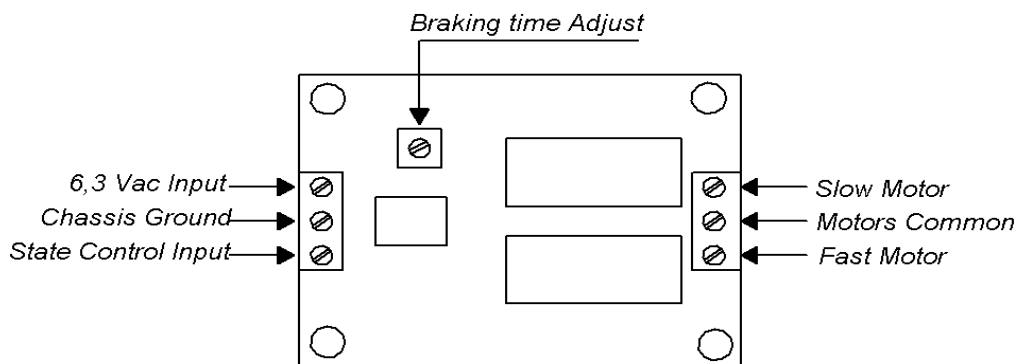 Braking time Adjust
6,3 Vac Input
Chassis Ground
State Control Input
Slow Motor
Motors Common
Fast Motor